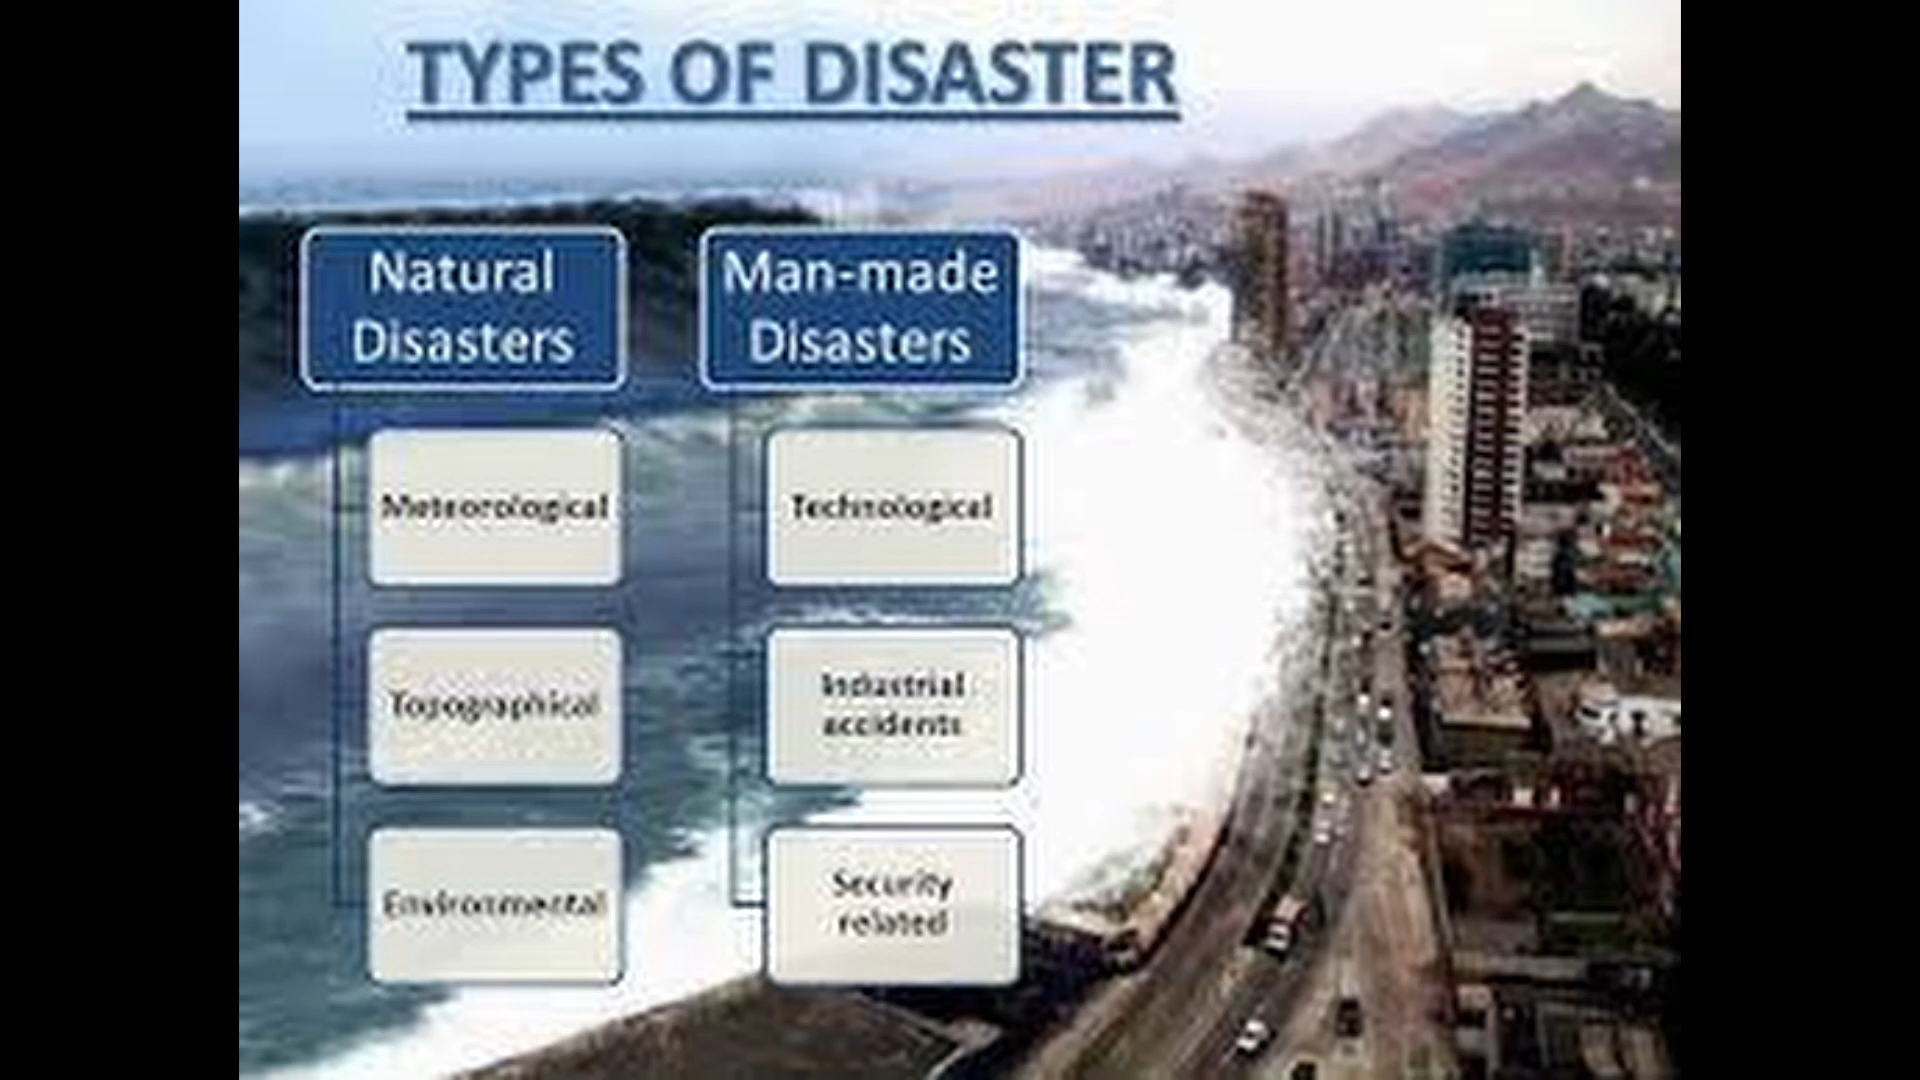 TYPES OF DISASTER
Natural
Disasters
Meteorological
Topographical
Environmental
Man-made
Disasters
Technological
Industrial
accidents
Security
related